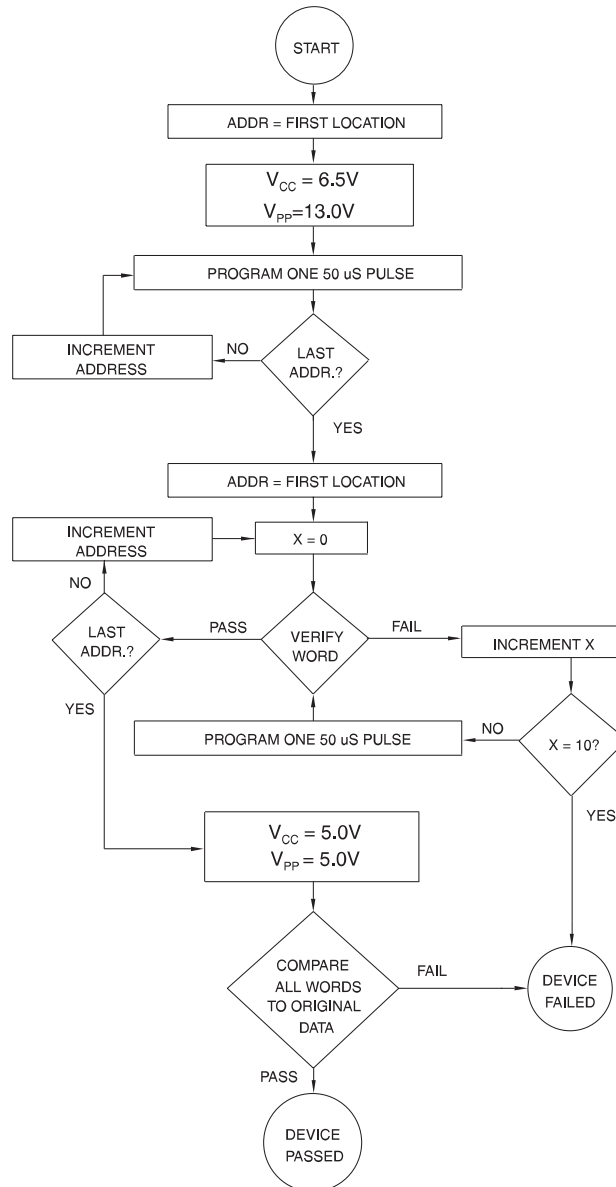 START
ADDR = FIRST LOCATION
VCC = 6.5V
VPP=13.0V
PROGRAM ONE 50 uS PULSE
INCREMENT
ADDRESS
NO
LAST
ADDR.?
YES
ADDR = FIRST LOCATION
INCREMENT
ADDRESS
X = 0
NO
LAST
ADDR.?
PASS
VERIFY
WORD
FAIL
INCREMENT X
YES
PROGRAM ONE 50 uS PULSE
NO
X = 10?
YES
VCC = 5.0V
VPP = 5.0V
COMPARE
ALL WORDS
TO ORIGINAL
DATA
FAIL
DEVICE
FAILED
PASS
DEVICE
PASSED